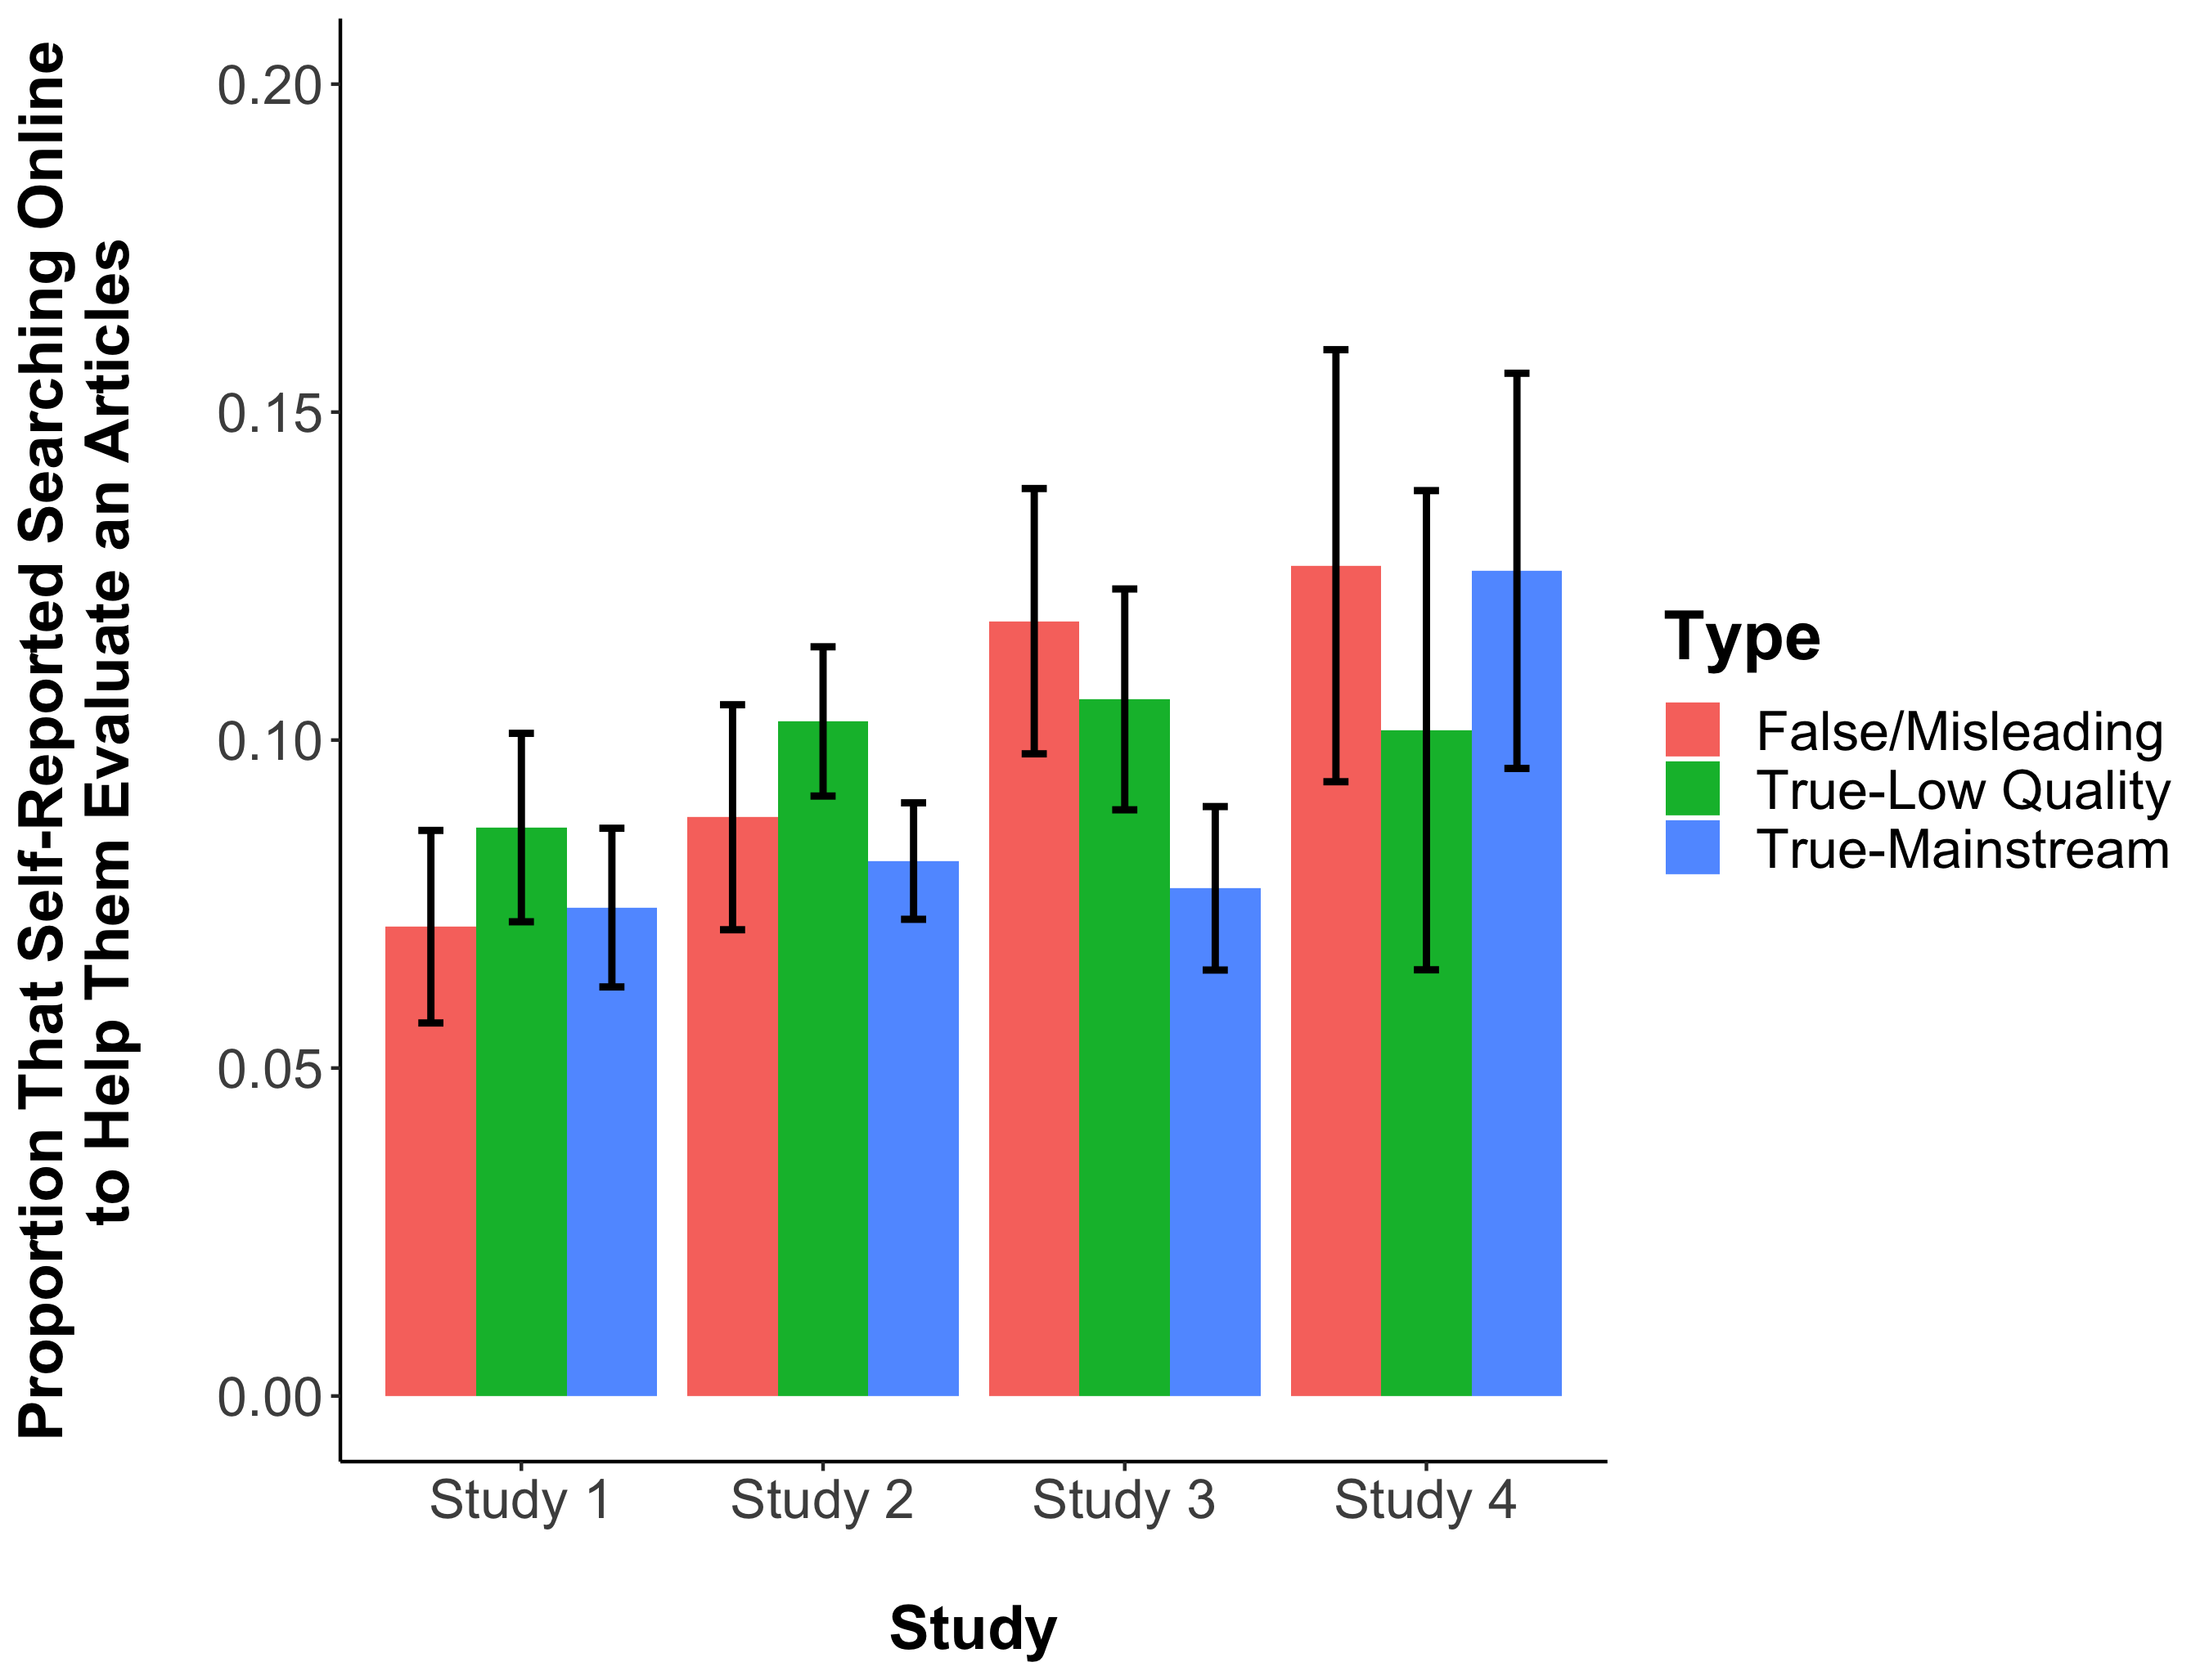 Proportion That Self-Reported Searching Online
to Help Them Evaluate an Articles
0.20
0.15
0.10
0.05
0.00
Study 1
Study 2
Study 3
Study 4
Study
Type
False/Misleading
True-Low Quality
True-Mainstream